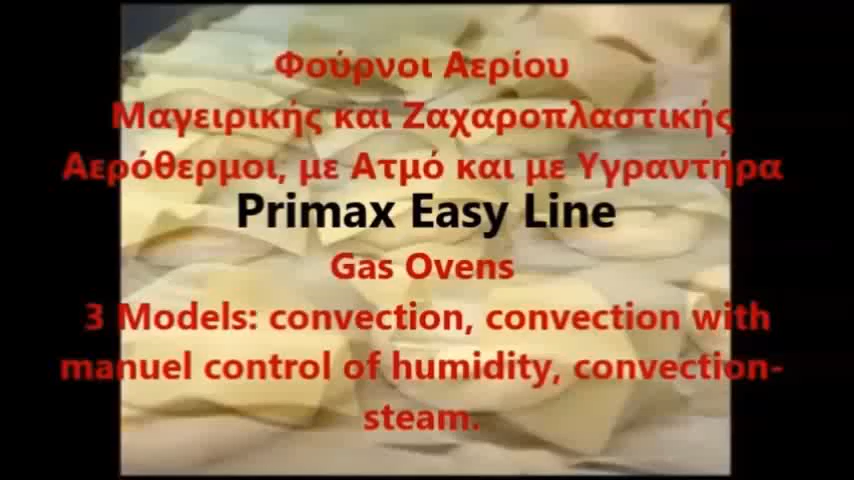 Φούρνοι Αερίου
Μαγειρικής και Ζαχαροπλαστικής
Αερόθερμοι, με Ατμό και με Υγραντήρα
Primax Easy Line
Gas Ovens
3 Models: convection, convection with
manuel control of humidity, convection-
steam.